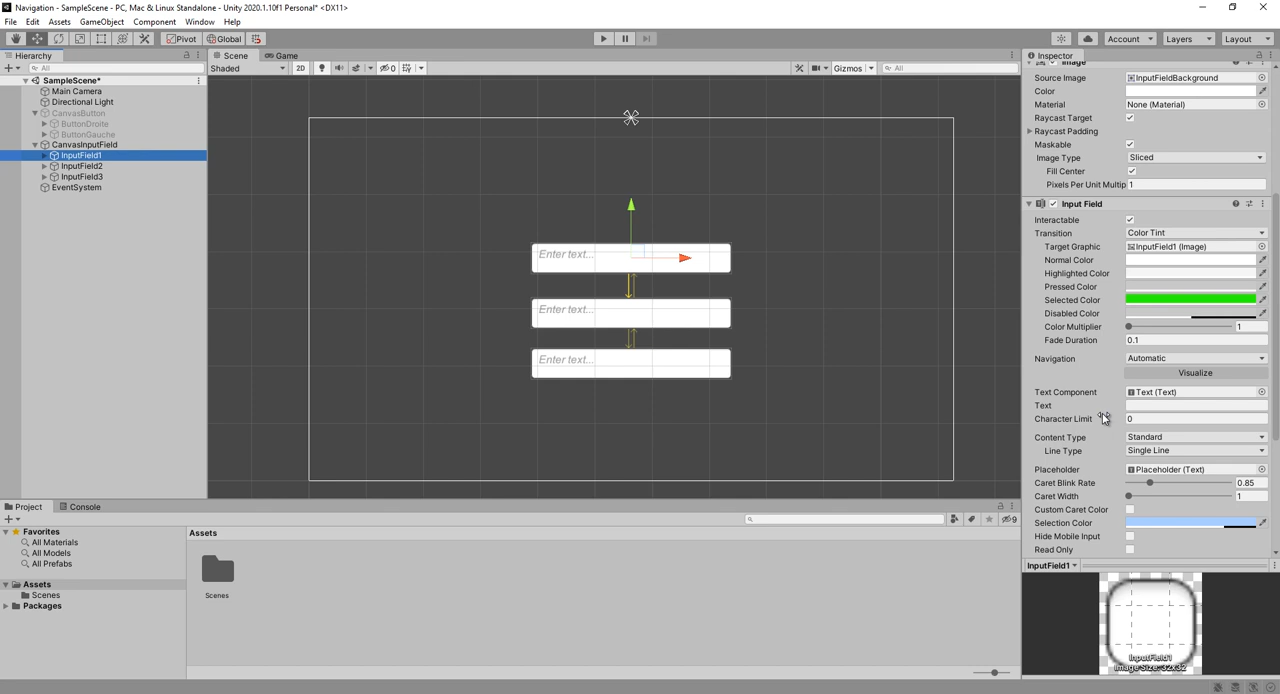 Navigation - SampleScene - PC, Mac & Linux Standalone - Unity 2020.1.10f1 Personal* <DX11>
File Edit Assets GameObject Component Window Help
Pivot Global Account Layers Layout
Hierarchy
All
SampleScene*
Main Camera
Directional Light
CanvasButton
ButtonDroite
ButtonGauche
CanvasInputField
InputField1
InputField2
InputField3
EventSystem
Scene Game
Shaded 2D 0 Gizmos All
Enter text...
Enter text...
Enter text...
Inspector
Image
Source Image InputFieldBackground
Color
Material None (Material)
Raycast Target
Raycast Padding
Maskable
Image Type Sliced
Fill Center
Pixels Per Unit Multip 1
Input Field
Interactable
Transition Color Tint
Target Graphic InputField1 (Image)
Normal Color
Highlighted Color
Pressed Color
Selected Color
Disabled Color
Color Multiplier 1
Fade Duration 0.1
Navigation Automatic
Visualize
Text Component Text (Text)
Text
Character Limit 0
Content Type Standard
Line Type Single Line
Placeholder Placeholder (Text)
Caret Blink Rate 0.85
Caret Width 1
Custom Caret Color
Selection Color
Hide Mobile Input
Read Only
InputField1
InputField1
Image Size: 32x32
Project Console
9
Favorites
All Materials
All Models
All Prefabs
Assets
Scenes
Packages
Assets
Scenes